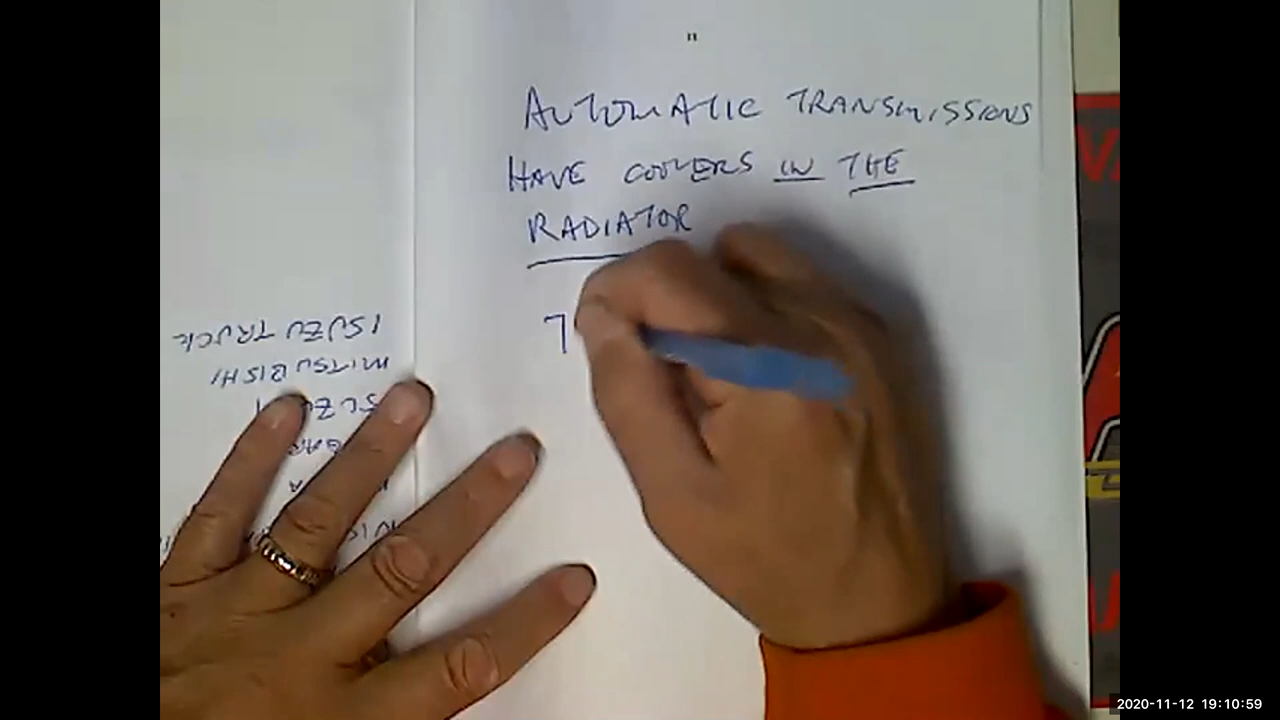 "
AUTOMATIC TRANSMISSIONS
HAVE COOLERS IN THE
RADIATOR
ISUZU TRUCK
MITSUBISHI
2020-11-12 19:10:59